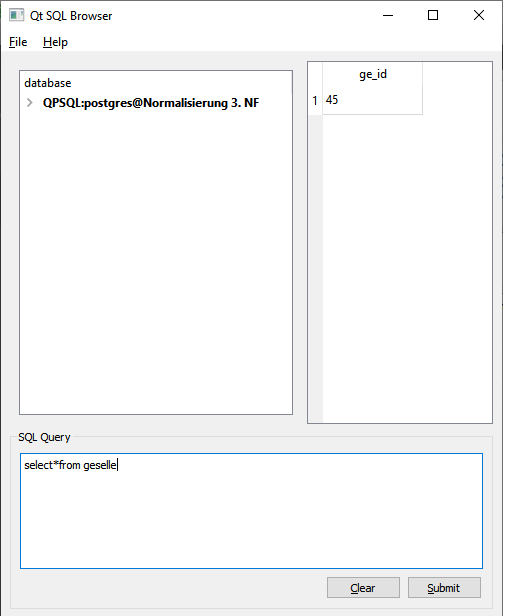 Qt SQL Browser
File Help
database
QPSQL:postgres@Normalisierung 3. NF
ge_id
1 45
SQL Query
select*from geselle
Clear Submit